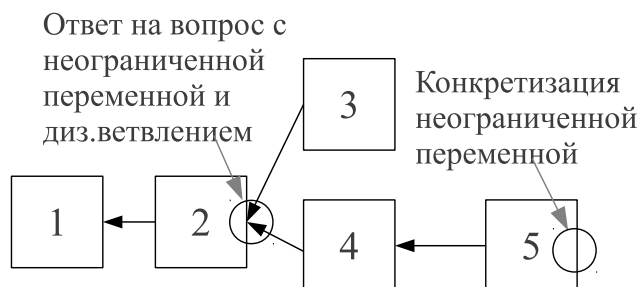 Ответ на вопрос с
неограниченной
переменной и
диз.ветвлением
Конкретизация
неограниченной
переменной
3
1
2
4
5